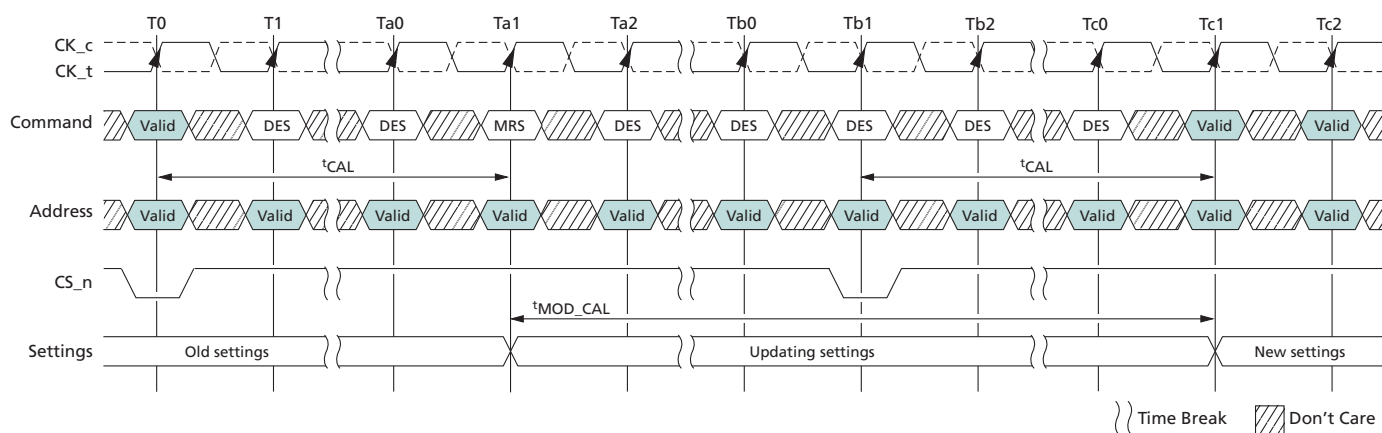 T0 T1 Ta0 Ta1 Ta2 Tb0 Tb1 Tb2 Tc0 Tc1 Tc2
CK_c
CK_t
Command Valid DES DES MRS DES DES DES DES DES Valid Valid
tCAL tCAL
Address Valid Valid Valid Valid Valid Valid Valid Valid Valid Valid Valid
CS_n
tMOD_CAL
Settings Old settings Updating settings New settings
Time Break Don't Care